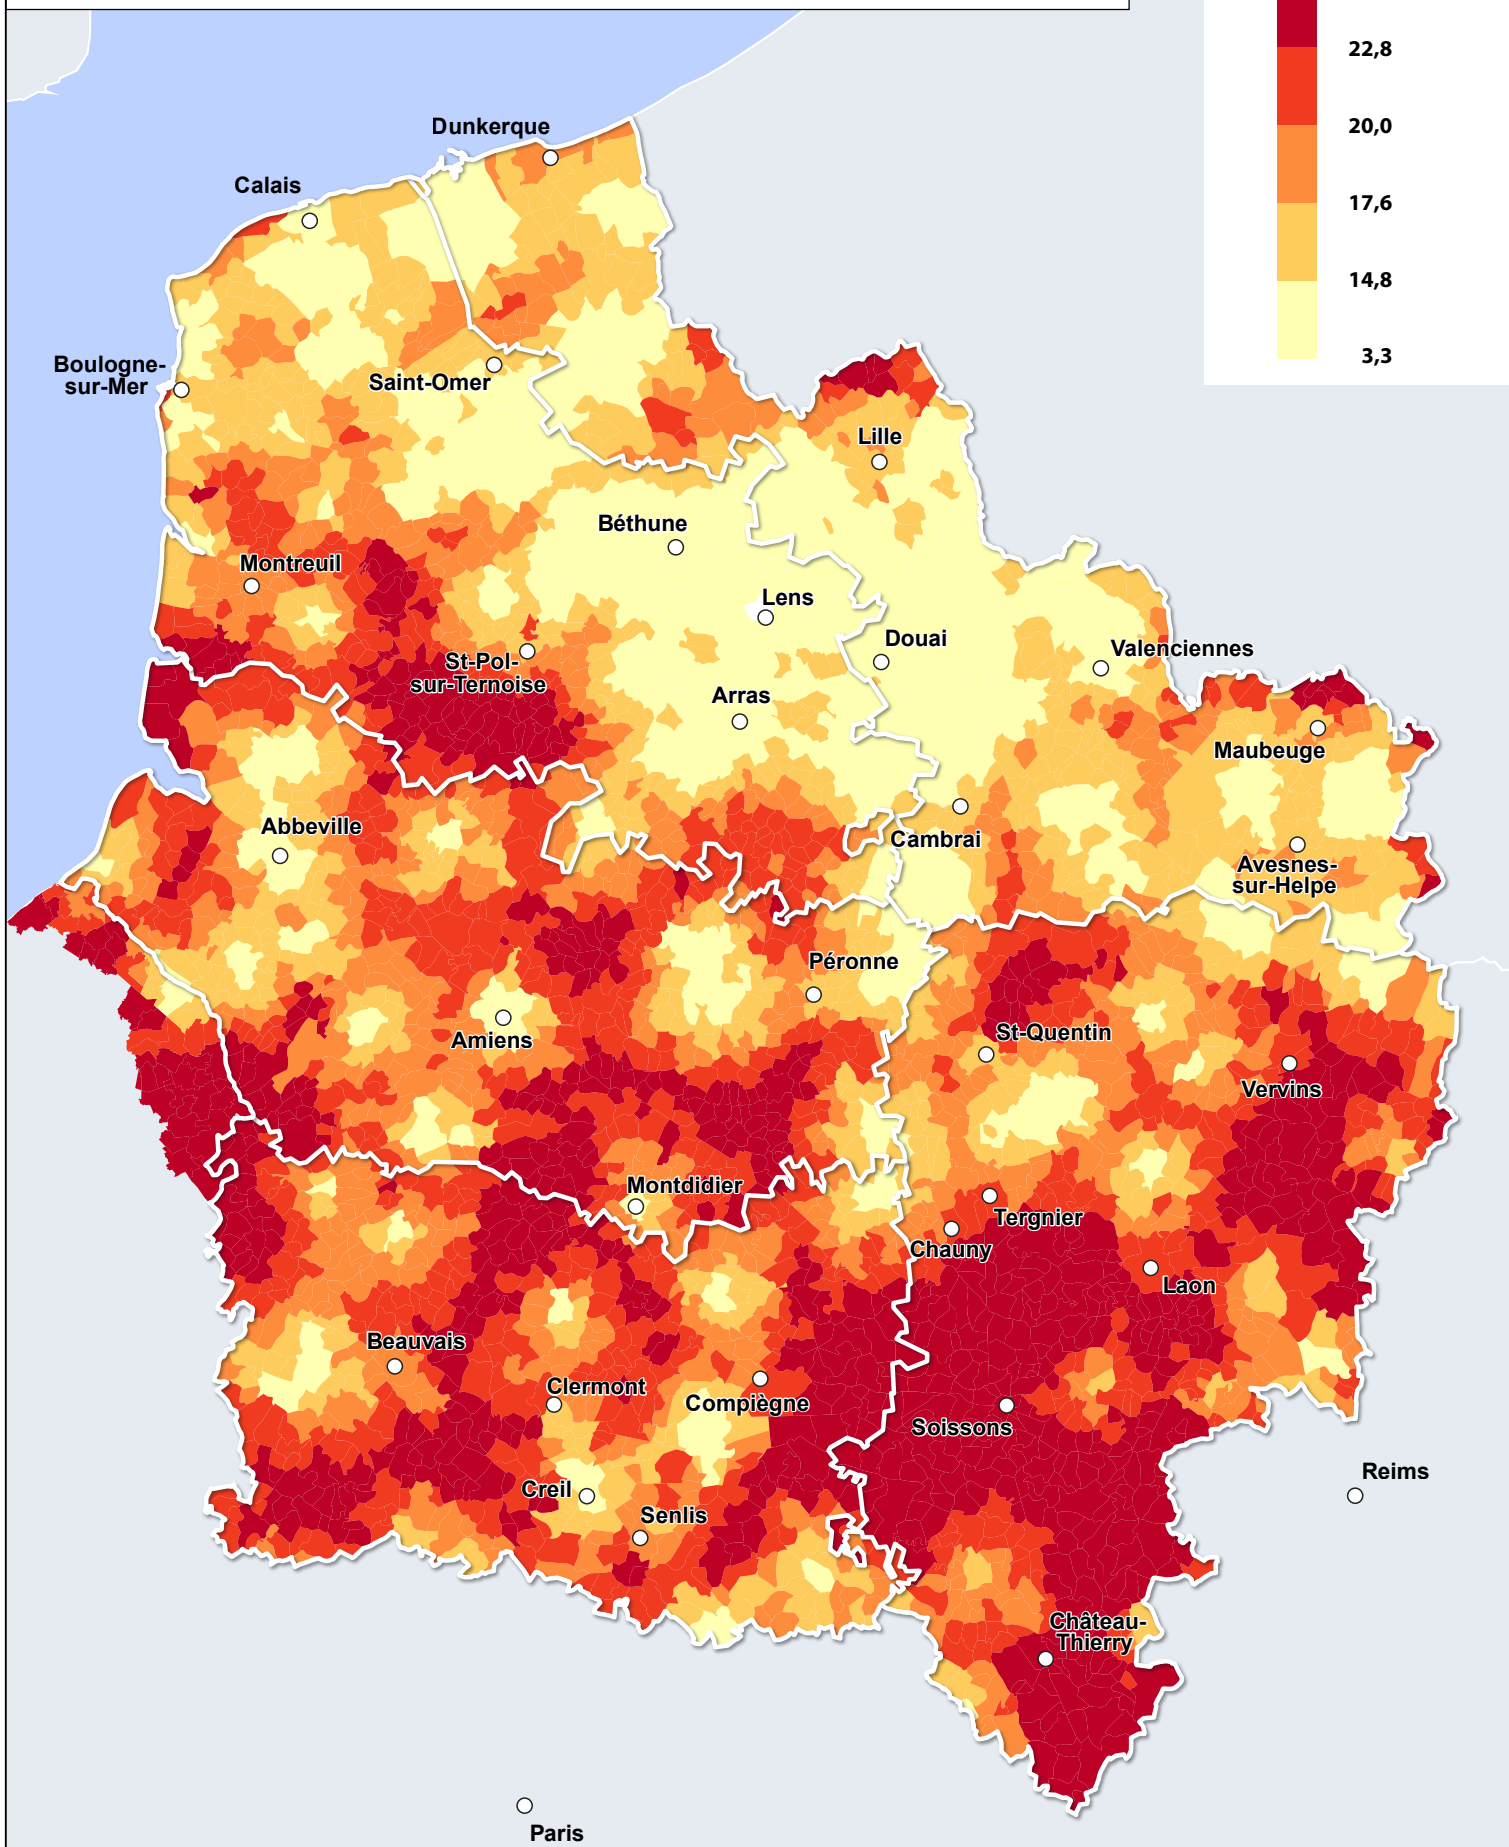 22,8
20,0
17,6
14,8
3,3
Dunkerque
Calais
Boulogne-
sur-Mer
Saint-Omer
Lille
Béthune
Montreuil
Lens
Douai
Valenciennes
St-Pol-
sur-Ternoise
Arras
Maubeuge
Abbeville
Cambrai
Avesnes-
sur-Helpe
Péronne
Amiens
St-Quentin
Vervins
Montdidier
Tergnier
Chauny
Laon
Beauvais
Clermont
Compiègne
Soissons
Creil
Senlis
Reims
Château-
Thierry
Paris